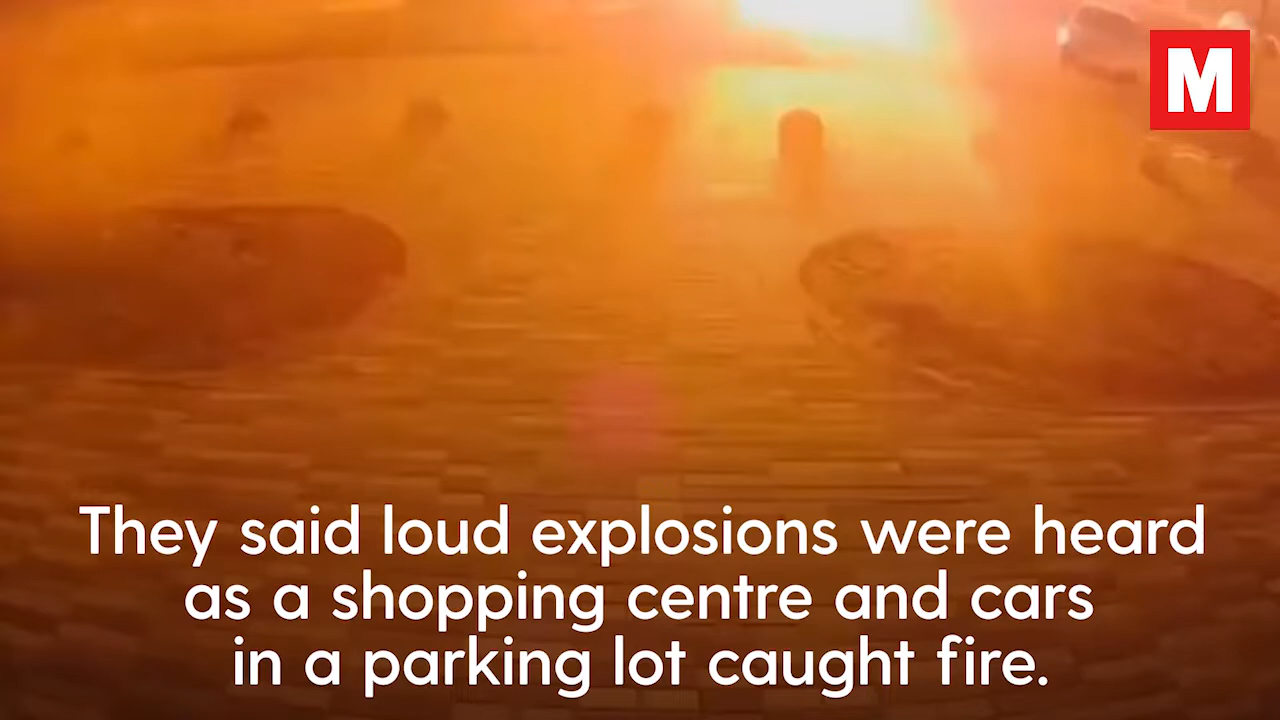 M
They said loud explosions were heard
as a shopping centre and cars
in a parking lot caught fire.